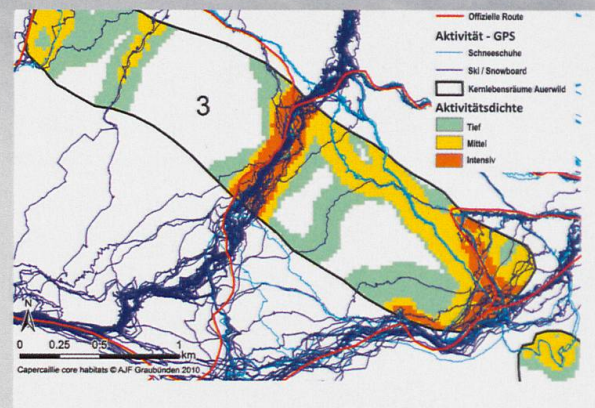 Offizielle Route
Aktivität - GPS
Schneeschuhe
Ski / Snowboard
Kernlebensräume Auerwild
Aktivitätsdichte
Tief
Mittel
Intensiv
3
N
0 0.25 0.5 1
km
Capercaillie core habitats © AJF Graubünden 2010